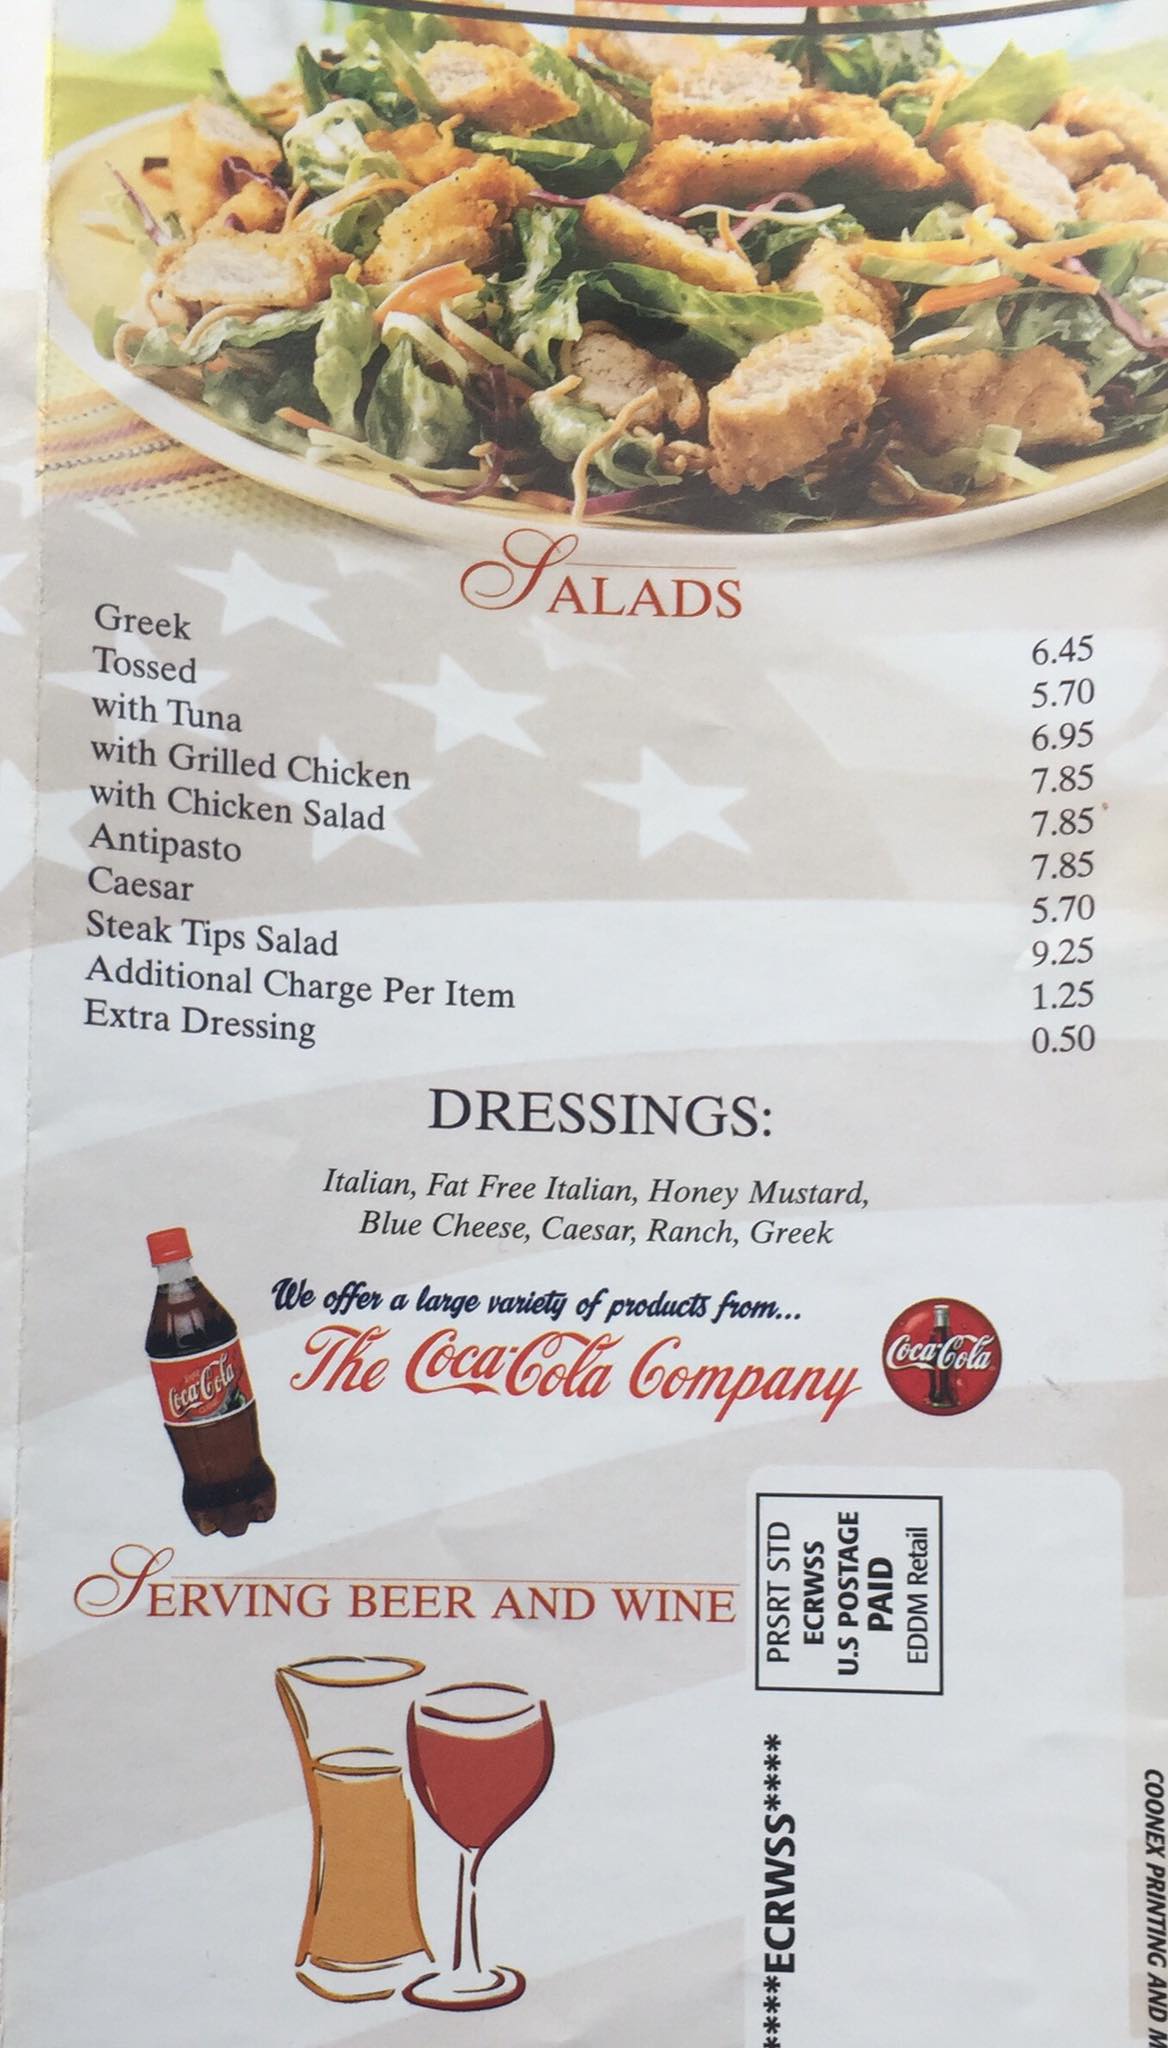 SALADS
Greek 6.45
Tossed 5.70
with Tuna 6.95
with Grilled Chicken 7.85
with Chicken Salad 7.85
Antipasto 7.85
Caesar 5.70
Steak Tips Salad 9.25
Additional Charge Per Item 1.25
Extra Dressing 0.50
DRESSINGS:
Italian, Fat Free Italian, Honey Mustard,
Blue Cheese, Caesar, Ranch, Greek
We offer a large variety of products from...
The Coca-Cola Company
Coca-Cola
Coca-Cola
SERVING BEER AND WINE
PRSRT STD
ECRWSS
U.S POSTAGE
PAID
EDDM Retail
****ECRWSS****
COONEX PRINTING AND